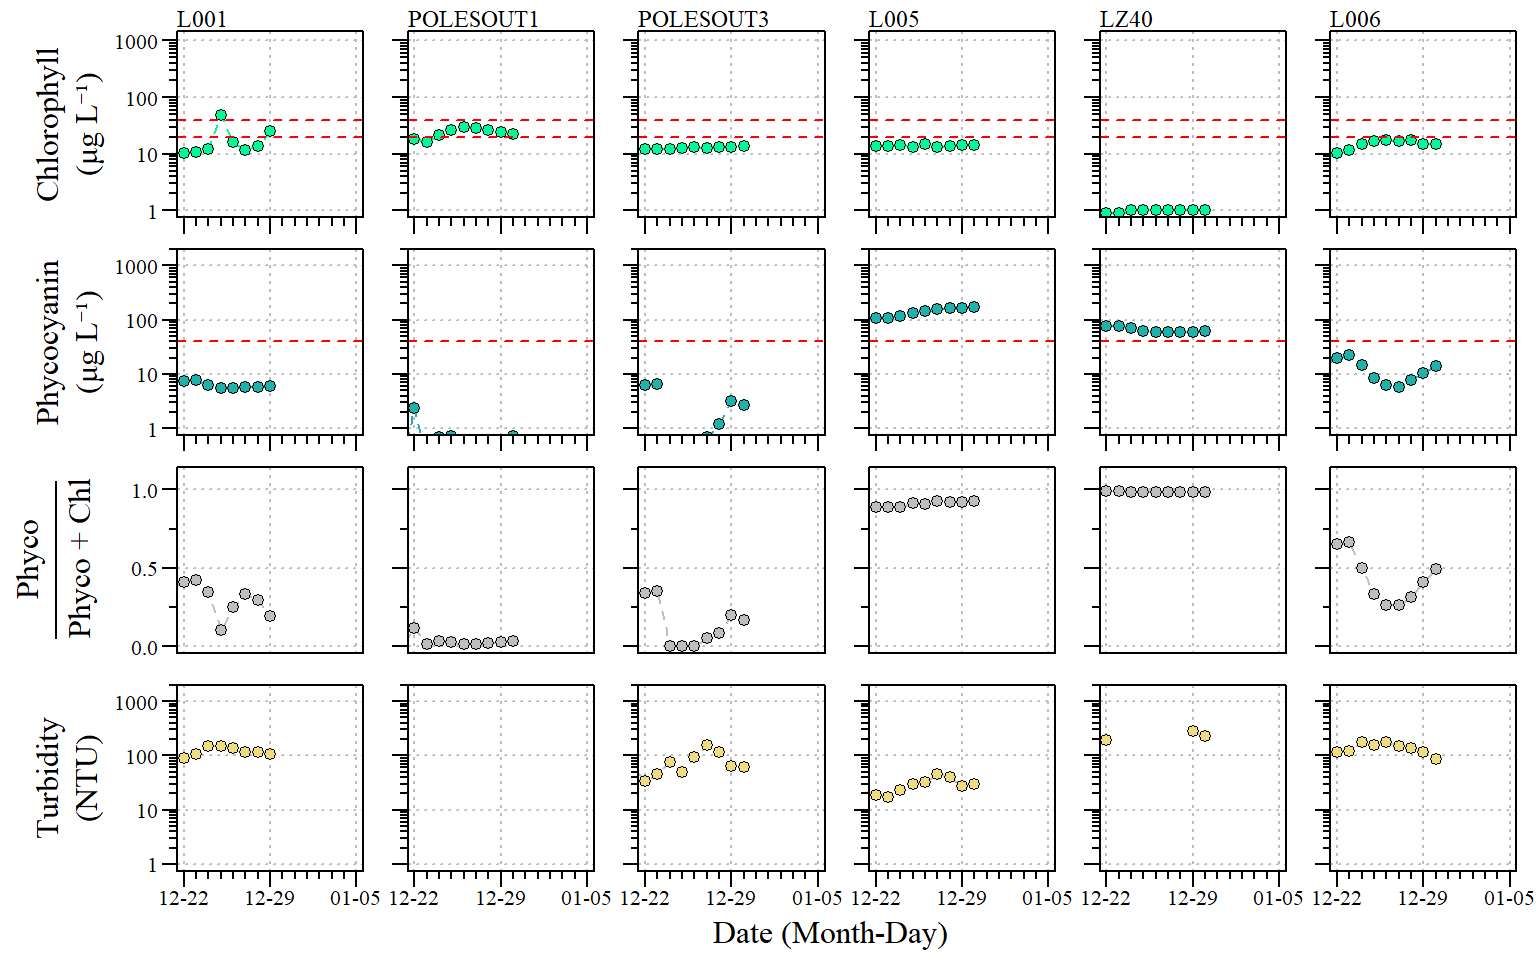 L001 POLESOUT1 POLESOUT3 L005 LZ40 L006
Chlorophyll
(µg L⁻¹)
1000
100
10
1
Phycocyanin
(µg L⁻¹)
1000
100
10
1
Phyco
Phyco + Chl
1.0
0.5
0.0
Turbidity
(NTU)
1000
100
10
1
12-22 12-29 01-05 12-22 12-29 01-05 12-22 12-29 01-05 12-22 12-29 01-05 12-22 12-29 01-05 12-22 12-29 01-05
Date (Month-Day)